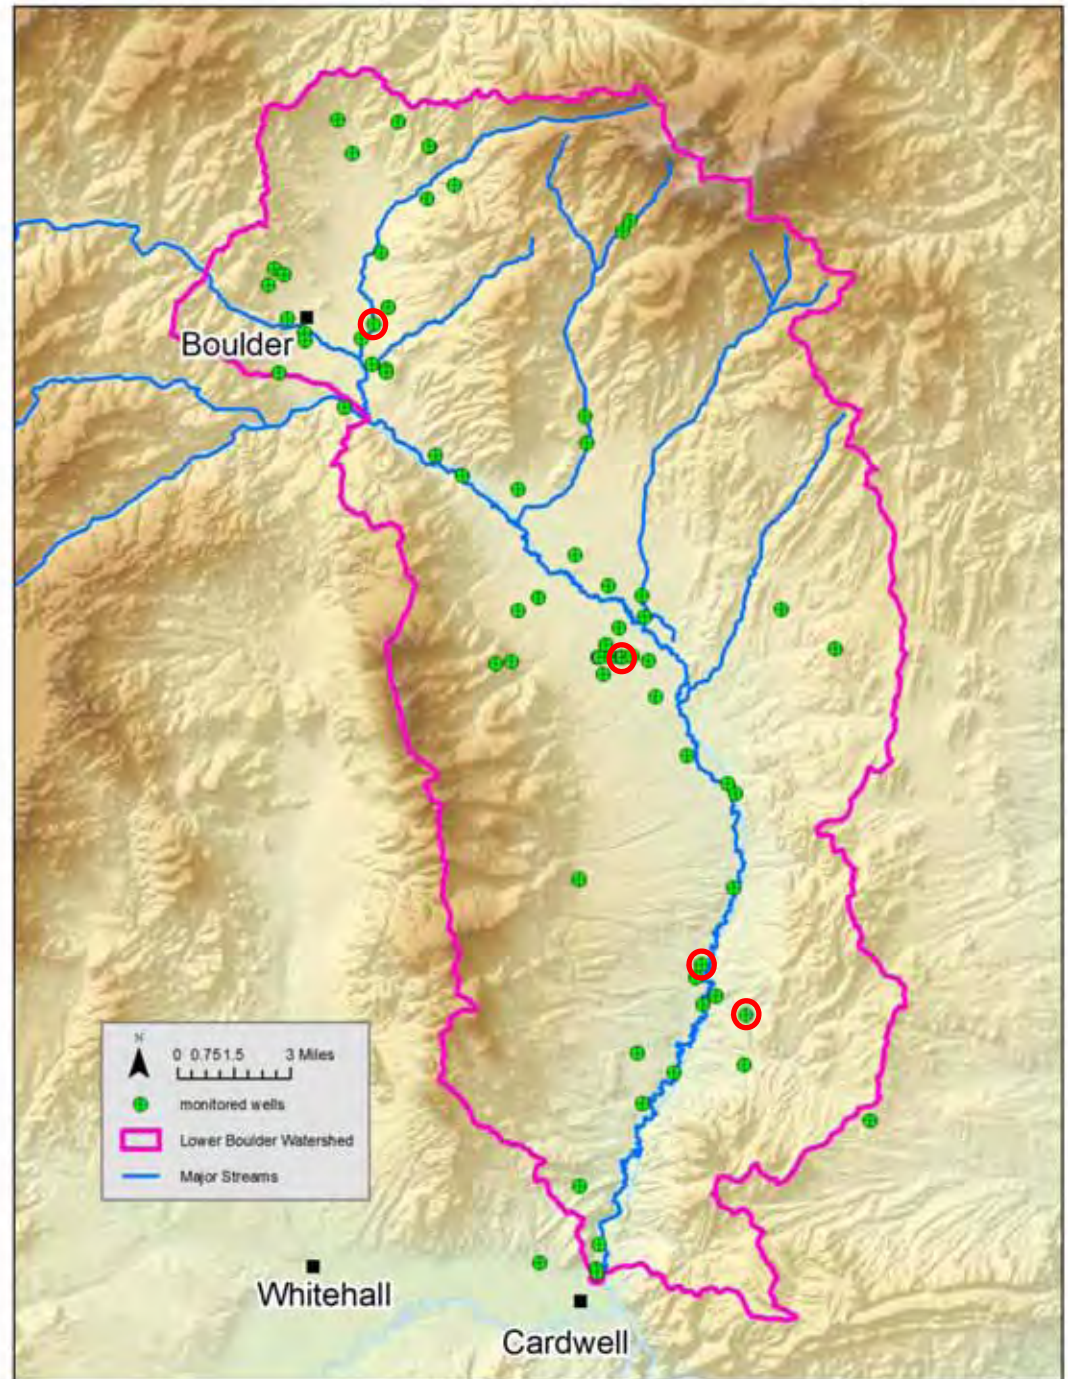 Boulder
N
0 0.75 1.5 3 Miles
monitored wells
Lower Boulder Watershed
Major Streams
Whitehall
Cardwell